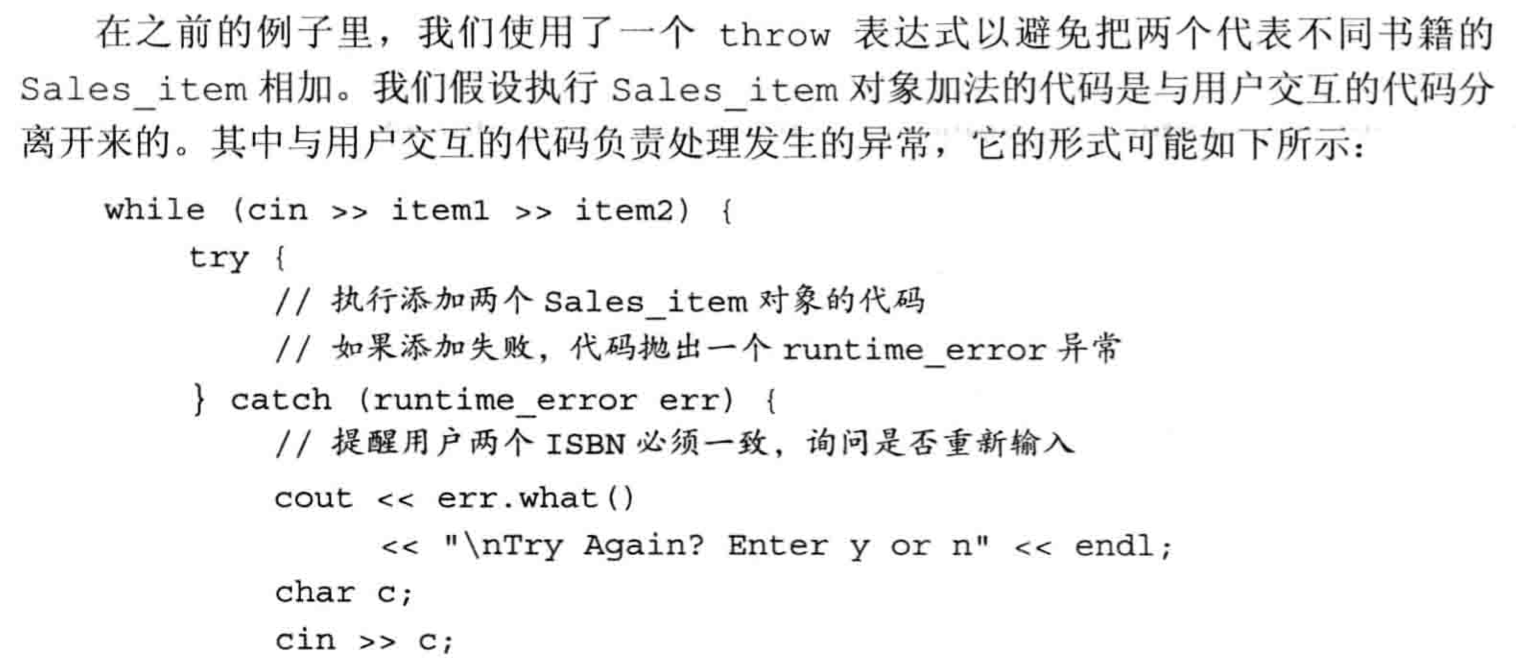 在之前的例子里，我们使用了一个 throw 表达式以避免把两个代表不同书籍的
Sales_item 相加。我们假设执行 Sales_item 对象加法的代码是与用户交互的代码分
离开来的。其中与用户交互的代码负责处理发生的异常，它的形式可能如下所示：
while (cin >> item1 >> item2) {
try {
// 执行添加两个 Sales_item 对象的代码
// 如果添加失败，代码抛出一个 runtime_error 异常
} catch (runtime_error err) {
// 提醒用户两个 ISBN 必须一致，询问是否重新输入
cout << err.what()
<< "\nTry Again? Enter y or n" << endl;
char c;
cin >> c;